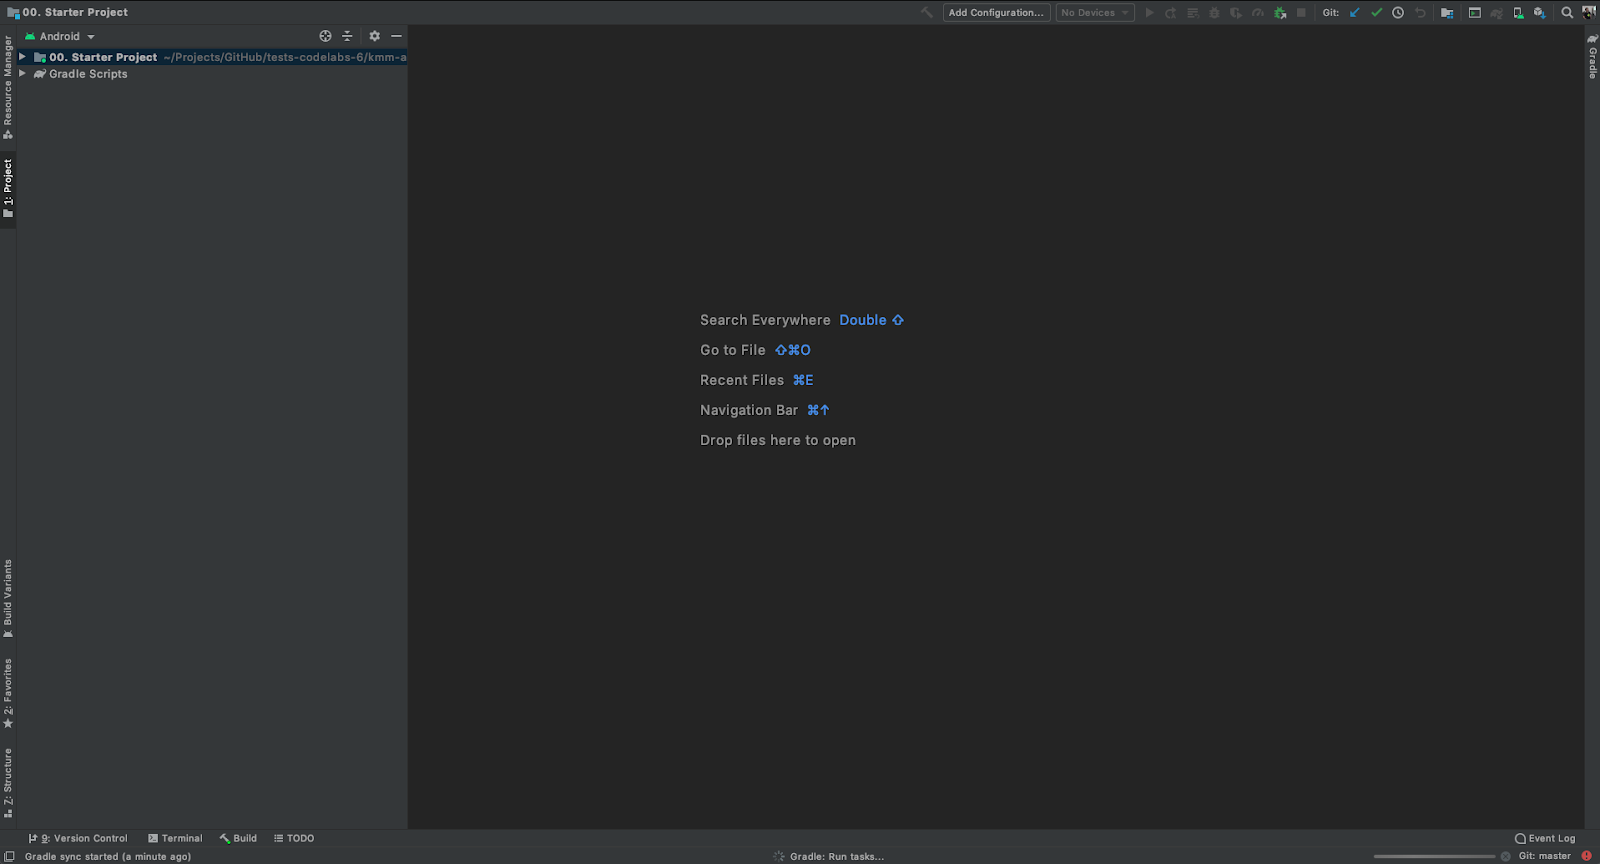 00. Starter Project
Add Configuration...
No Devices
Git:
Android
00. Starter Project ~/Projects/GitHub/tests-codelabs-6/kmm-a
Gradle Scripts
Resource Manager
1: Project
Build Variants
2: Favorites
Z: Structure
Gradle
Search Everywhere Double ⇧
Go to File ⇧⌘O
Recent Files ⌘E
Navigation Bar ⌘↑
Drop files here to open
9: Version Control
Terminal
Build
TODO
Event Log
Gradle sync started (a minute ago)
Gradle: Run tasks...
Git: master